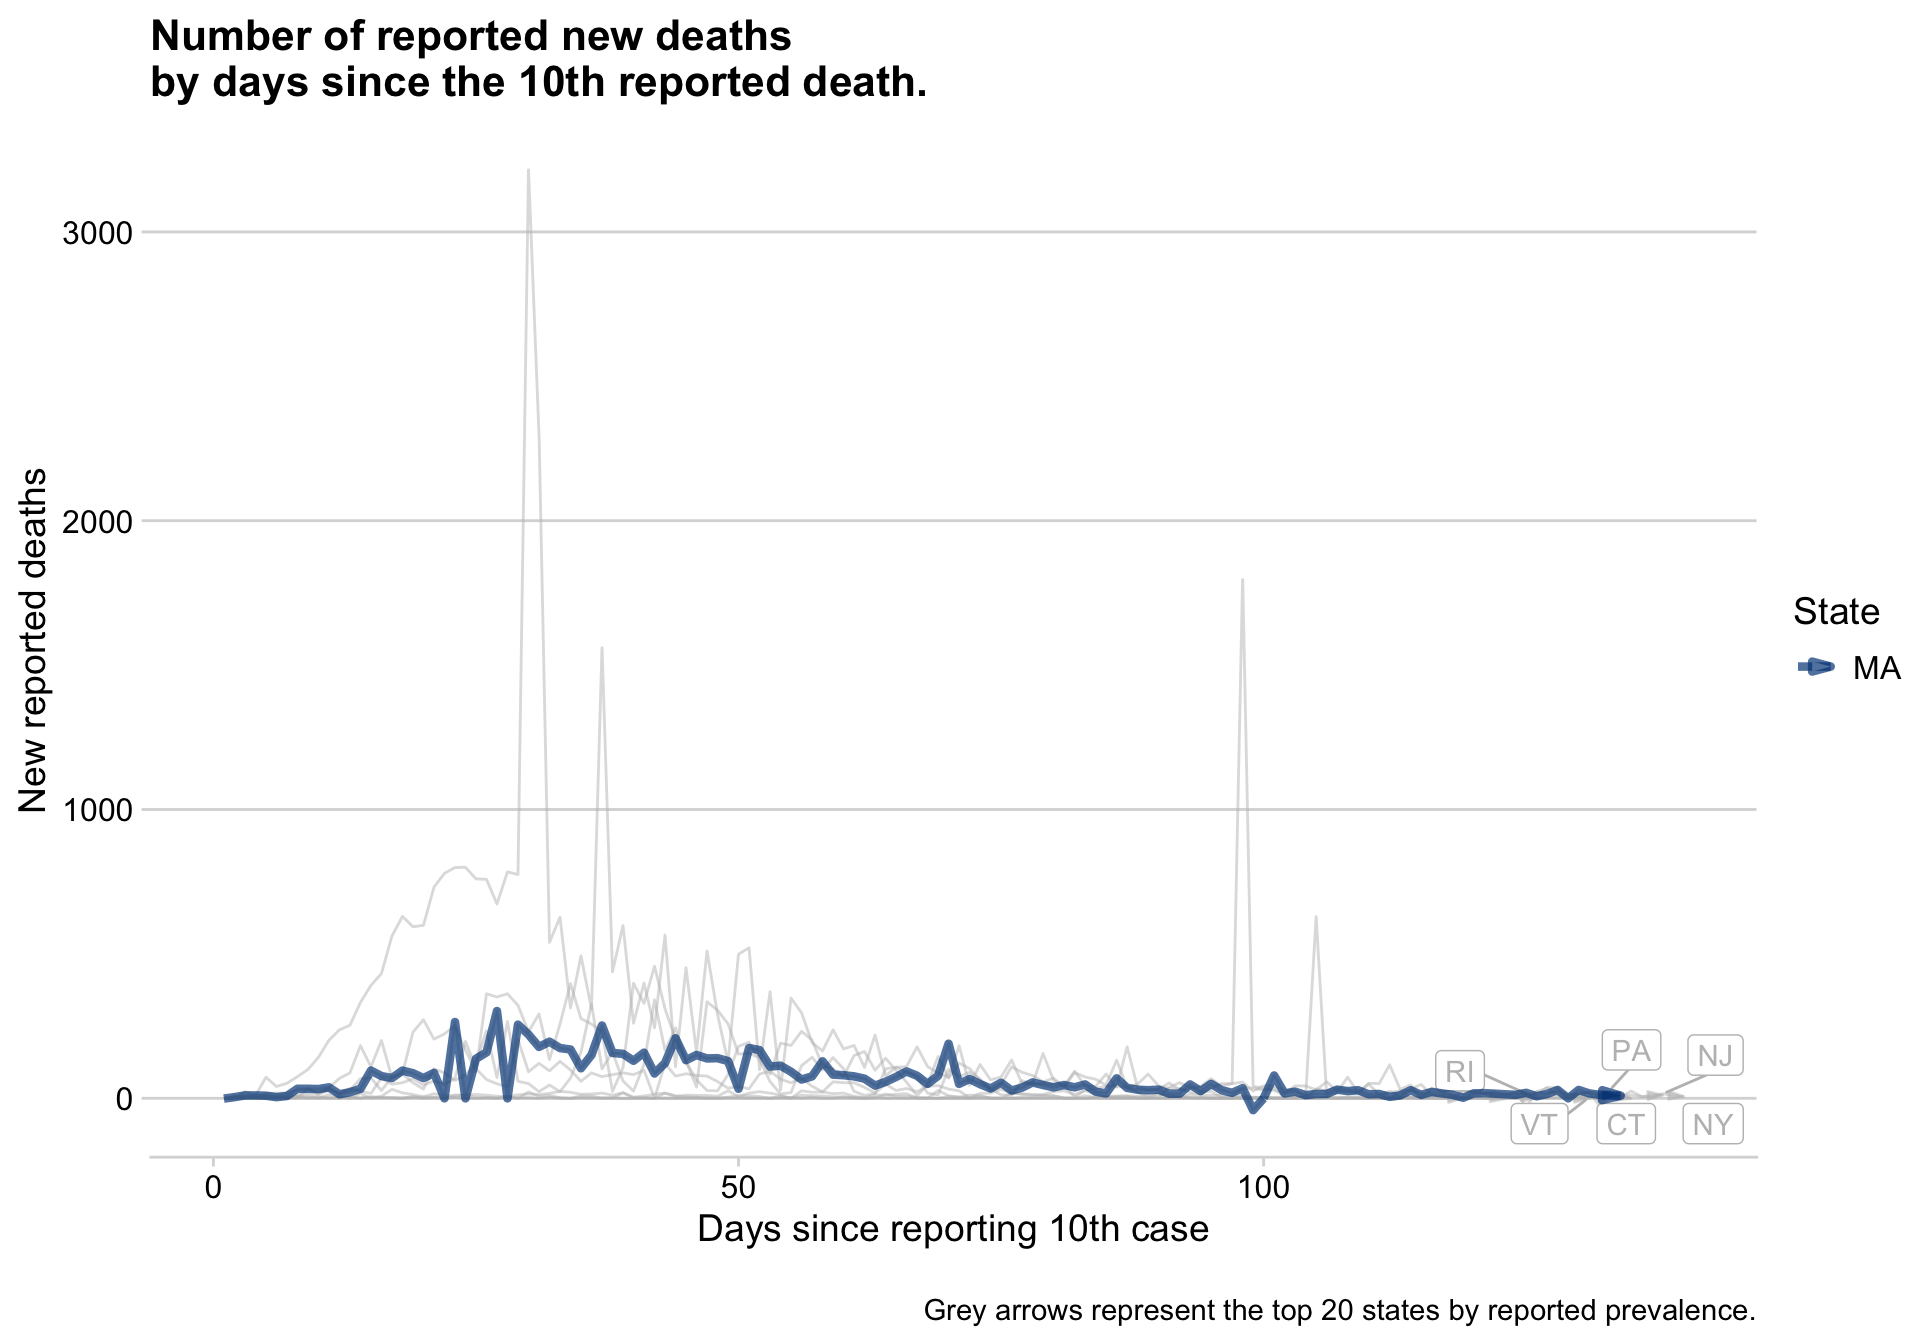 Number of reported new deaths
by days since the 10th reported death.
3000
2000
1000
0
New reported deaths
0
50
100
Days since reporting 10th case
RI
PA
NJ
VT
CT
NY
State
MA
Grey arrows represent the top 20 states by reported prevalence.